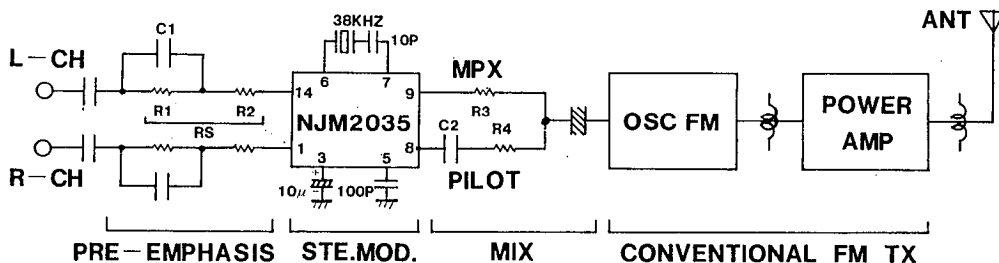 38KHZ
ANT
C1
10P
L-CH
6 7
MPX
14 9
R1 R2 R3
OSC FM
POWER
AMP
NJM2035
C2 R4
RS
1 8
3 5
R-CH
+
10μ
100P
PILOT
PRE-EMPHASIS
STE.MOD.
MIX
CONVENTIONAL FM TX